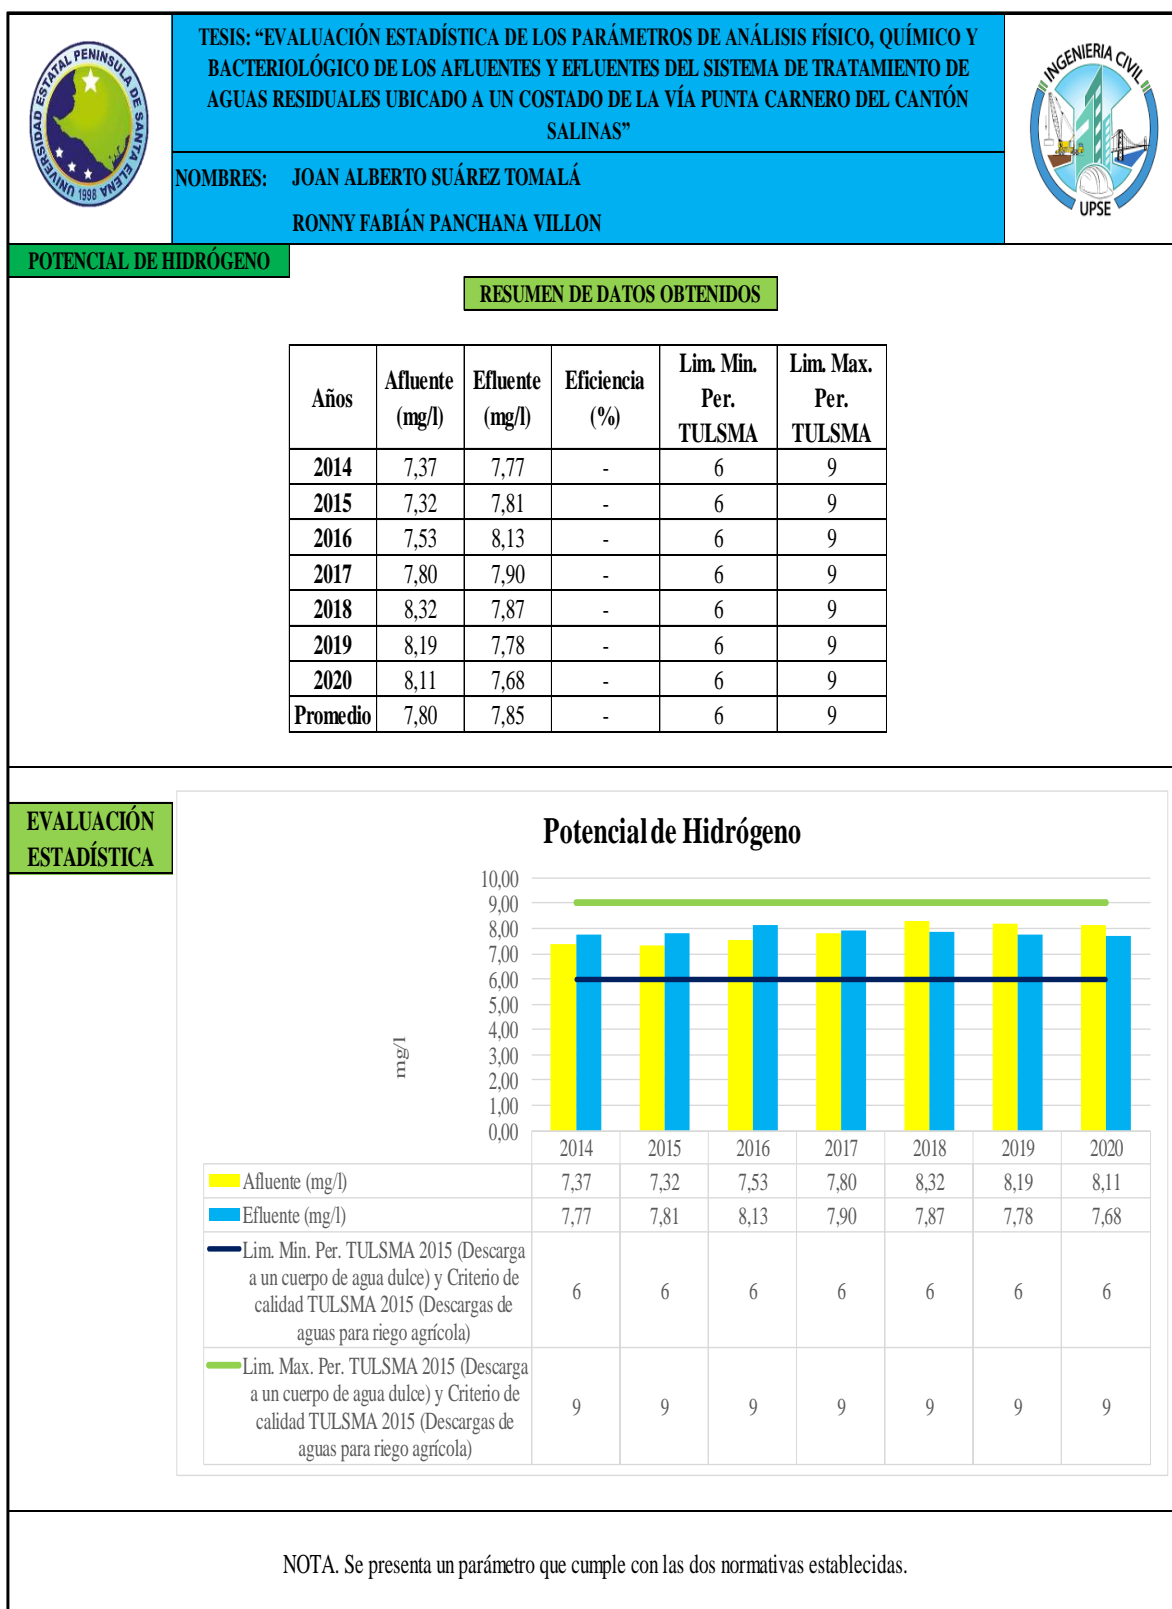 UNIVERSIDAD ESTATAL PENINSULA DE SANTA ELENA
1998
TESIS: “EVALUACIÓN ESTADÍSTICA DE LOS PARÁMETROS DE ANÁLISIS FÍSICO, QUÍMICO Y
BACTERIOLÓGICO DE LOS AFLUENTES Y EFLUENTES DEL SISTEMA DE TRATAMIENTO DE
AGUAS RESIDUALES UBICADO A UN COSTADO DE LA VÍA PUNTA CARNERO DEL CANTÓN
SALINAS”
NOMBRES: JOAN ALBERTO SUÁREZ TOMALÁ
RONNY FABIÁN PANCHANA VILLON
INGENIERIA CIVIL
UPSE
POTENCIAL DE HIDRÓGENO
RESUMEN DE DATOS OBTENIDOS
Años Afluente (mg/l) Efluente (mg/l) Eficiencia (%) Lim. Min. Per. TULSMA Lim. Max. Per. TULSMA
2014 7,37 7,77 - 6 9
2015 7,32 7,81 - 6 9
2016 7,53 8,13 - 6 9
2017 7,80 7,90 - 6 9
2018 8,32 7,87 - 6 9
2019 8,19 7,78 - 6 9
2020 8,11 7,68 - 6 9
Promedio 7,80 7,85 - 6 9
EVALUACIÓN
ESTADÍSTICA
Potencial de Hidrógeno
10,00
9,00
8,00
7,00
6,00
5,00
4,00
3,00
2,00
1,00
0,00
mg/l
2014 2015 2016 2017 2018 2019 2020
Afluente (mg/l) 7,37 7,32 7,53 7,80 8,32 8,19 8,11
Efluente (mg/l) 7,77 7,81 8,13 7,90 7,87 7,78 7,68
Lim. Min. Per. TULSMA 2015 (Descarga
a un cuerpo de agua dulce) y Criterio de
calidad TULSMA 2015 (Descargas de
aguas para riego agrícola)
6 6 6 6 6 6 6
Lim. Max. Per. TULSMA 2015 (Descarga
a un cuerpo de agua dulce) y Criterio de
calidad TULSMA 2015 (Descargas de
aguas para riego agrícola)
9 9 9 9 9 9 9
NOTA. Se presenta un parámetro que cumple con las dos normativas establecidas.